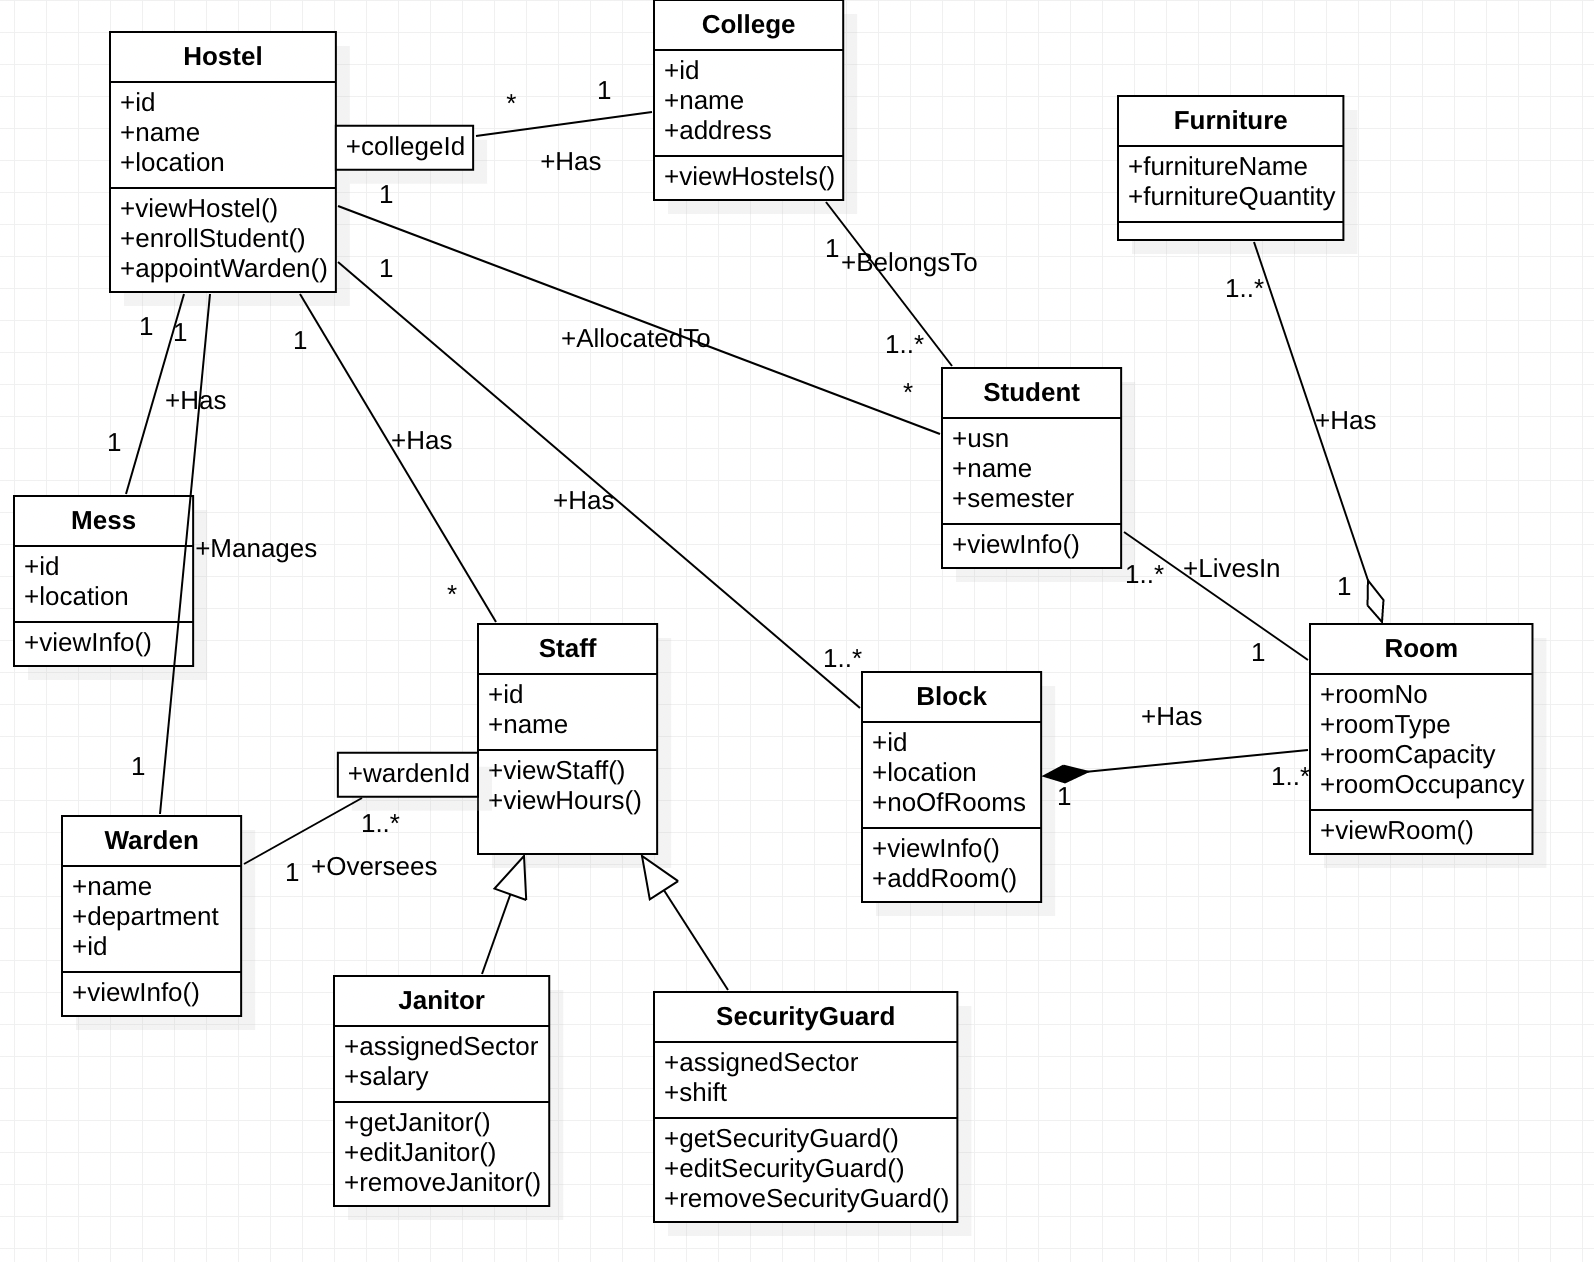 Hostel
+id
+name
+location
+viewHostel()
+enrollStudent()
+appointWarden()
+collegeId
*
1
+Has
College
+id
+name
+address
+viewHostels()
Furniture
+furnitureName
+furnitureQuantity
1
+AllocatedTo
*
1
+Has
1..*
1
+BelongsTo
1..*
1..*
+Has
1
1
+Has
1
1
+Manages
1
1
+Has
*
Student
+usn
+name
+semester
+viewInfo()
1..*
+LivesIn
1
Mess
+id
+location
+viewInfo()
Staff
+id
+name
+viewStaff()
+viewHours()
+wardenId
1..*
+Oversees
1
Block
+id
+location
+noOfRooms
+viewInfo()
+addRoom()
+Has
1
1..*
Room
+roomNo
+roomType
+roomCapacity
+roomOccupancy
+viewRoom()
Warden
+name
+department
+id
+viewInfo()
Janitor
+assignedSector
+salary
+getJanitor()
+editJanitor()
+removeJanitor()
SecurityGuard
+assignedSector
+shift
+getSecurityGuard()
+editSecurityGuard()
+removeSecurityGuard()